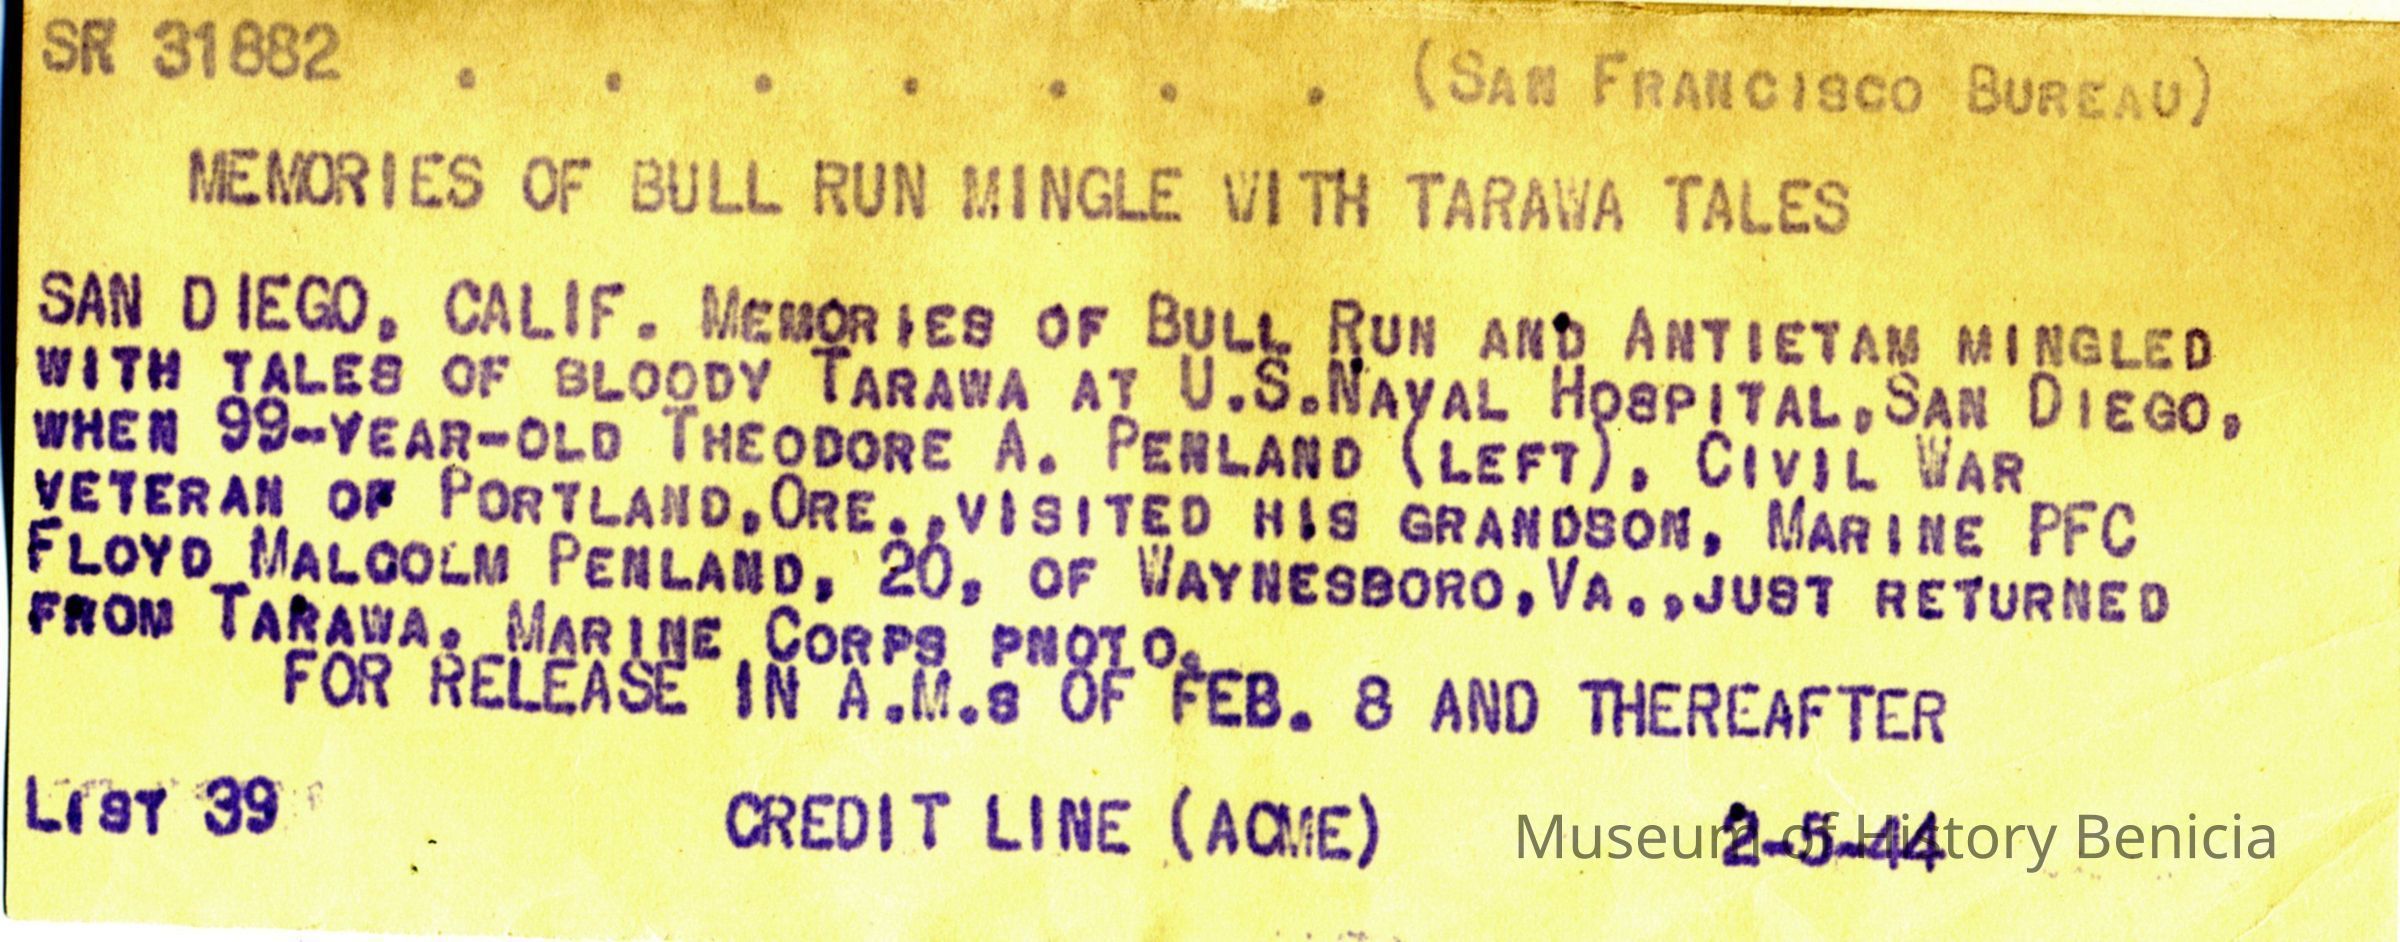 SR 31882 . . . . . . . (San Francisco Bureau)
MEMORIES OF BULL RUN MINGLE WITH TARAWA TALES
SAN DIEGO, CALIF. Memories of Bull Run and Antietam mingled
with tales of bloody Tarawa at U.S.Naval Hospital,San Diego,
when 99-year-old Theodore A. Penland (left), Civil War
veteran of Portland,Ore.,visited his grandson, Marine PFC
Floyd Malcolm Penland, 20, of Waynesboro,Va.,just returned
from Tarawa. Marine Corps pnoto.
FOR RELEASE IN A.M.s OF FEB. 8 AND THEREAFTER
List 39 CREDIT LINE (ACME) 2-5-44
Museum of History Benicia